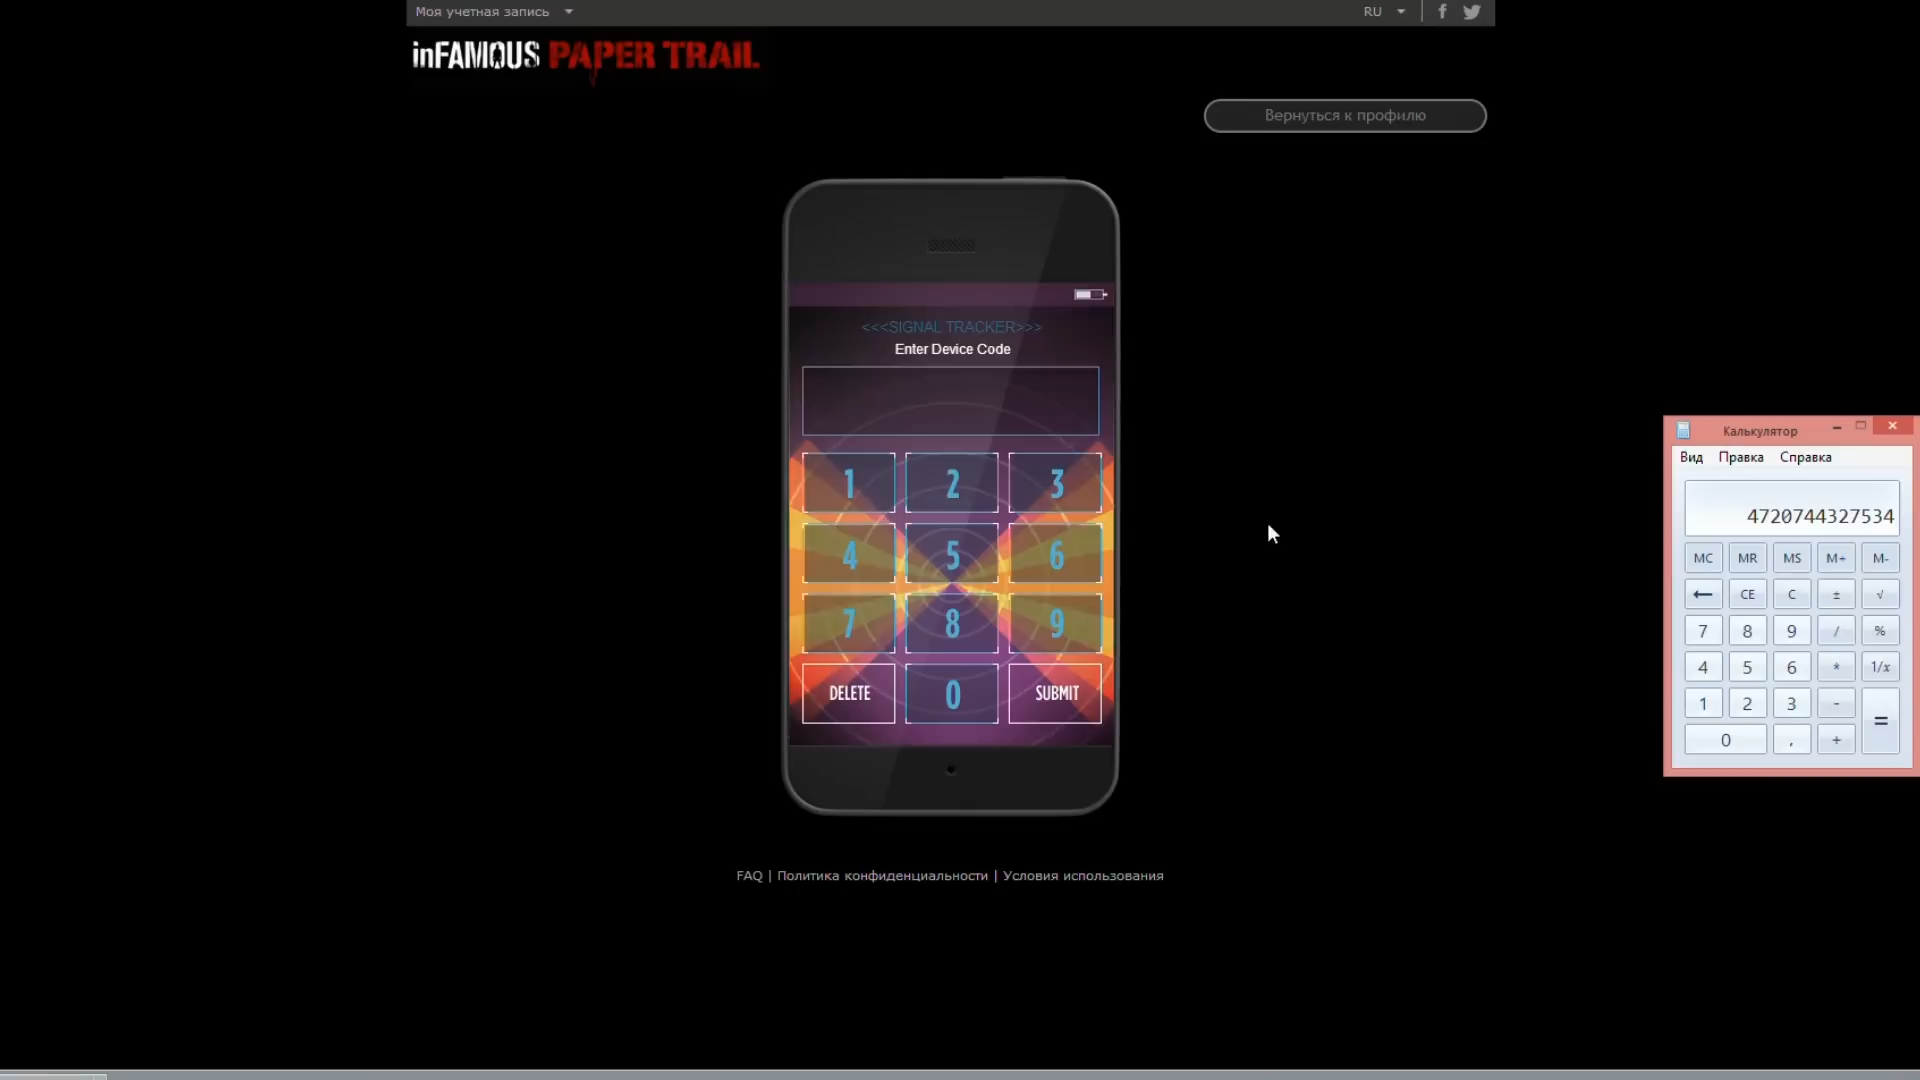 Моя учетная запись
RU
inFAMOUS PAPER TRAIL
Вернуться к профилю
<<<SIGNAL TRACKER>>>
Enter Device Code
1 2 3
4 5 6
7 8 9
DELETE 0 SUBMIT
FAQ | Политика конфиденциальности | Условия использования
Калькулятор
Вид Правка Справка
4720744327534
MC MR MS M+ M-
← CE C ± √
7 8 9 / %
4 5 6 * 1/x
1 2 3 - =
0 , +